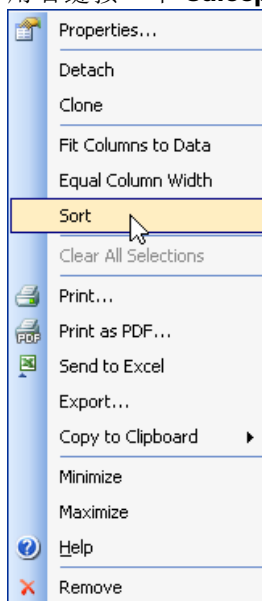 Properties...
Detach
Clone
Fit Columns to Data
Equal Column Width
Sort
Clear All Selections
Print...
Print as PDF...
Send to Excel
Export...
Copy to Clipboard
Minimize
Maximize
Help
Remove